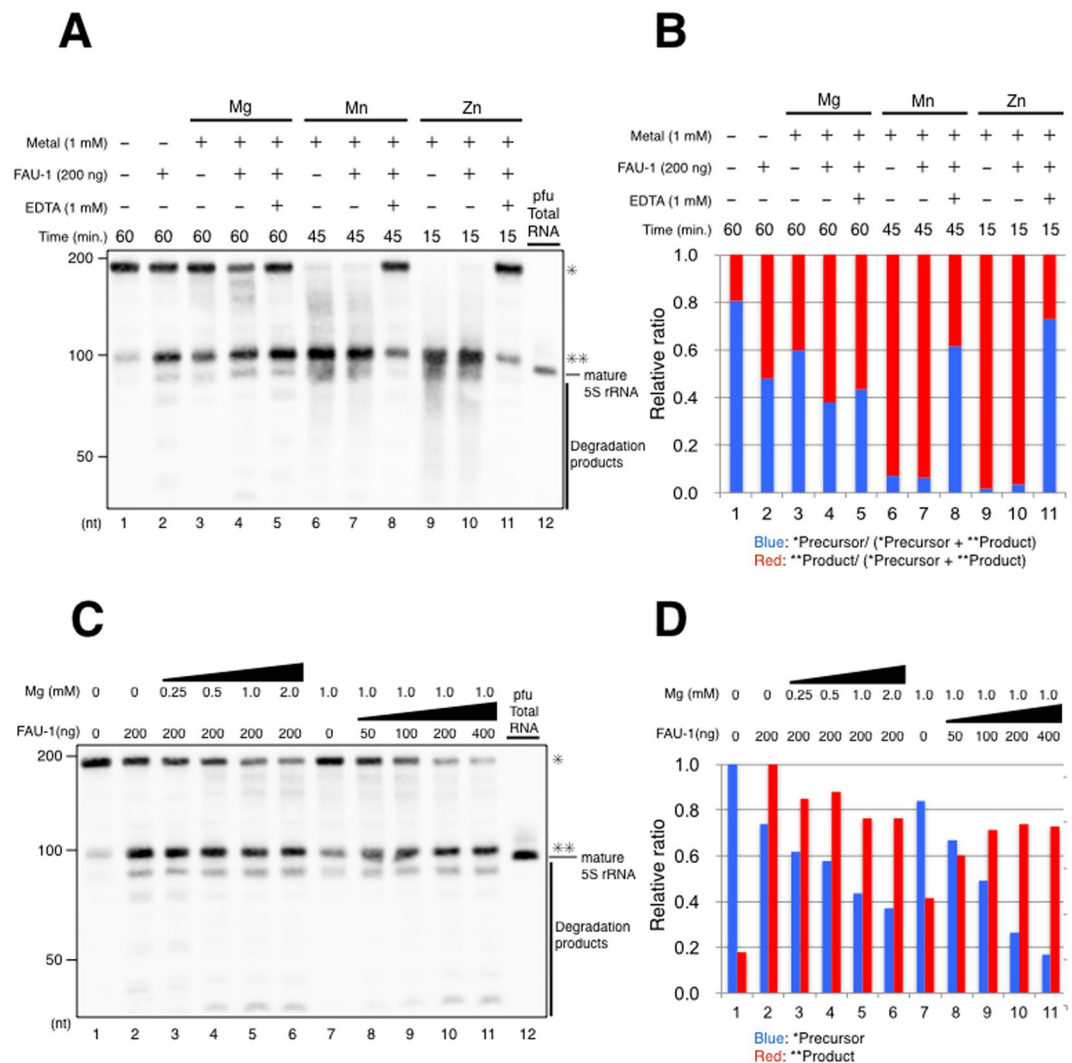 A
Mg Mn Zn
Metal (1 mM) – – + + + + + + + + +
FAU-1 (200 ng) – + – + + – + + – + +
EDTA (1 mM) – – – – + – – + – – +
pfu
Total
RNA
Time (min.) 60 60 60 60 60 45 45 45 15 15 15
200
*
100
**
mature
5S rRNA
50
Degradation
products
(nt) 1 2 3 4 5 6 7 8 9 10 11 12
B
Mg Mn Zn
Metal (1 mM) – – + + + + + + + + +
FAU-1 (200 ng) – + – + + – + + – + +
EDTA (1 mM) – – – – + – – + – – +
Time (min.) 60 60 60 60 60 45 45 45 15 15 15
Relative ratio
1.0
0.8
0.6
0.4
0.2
0.0
1 2 3 4 5 6 7 8 9 10 11
Blue: *Precursor/ (*Precursor + **Product)
Red: **Product/ (*Precursor + **Product)
C
Mg (mM) 0 0 0.25 0.5 1.0 2.0 1.0 1.0 1.0 1.0 1.0
pfu
Total
RNA
FAU-1(ng) 0 200 200 200 200 200 0 50 100 200 400
200
*
100
**
mature
5S rRNA
Degradation
products
50
(nt)
1 2 3 4 5 6 7 8 9 10 11 12
D
Mg (mM) 0 0 0.25 0.5 1.0 2.0 1.0 1.0 1.0 1.0 1.0
FAU-1(ng) 0 200 200 200 200 200 0 50 100 200 400
Relative ratio
1.0
0.8
0.6
0.4
0.2
0.0
1 2 3 4 5 6 7 8 9 10 11
Blue: *Precursor
Red: **Product